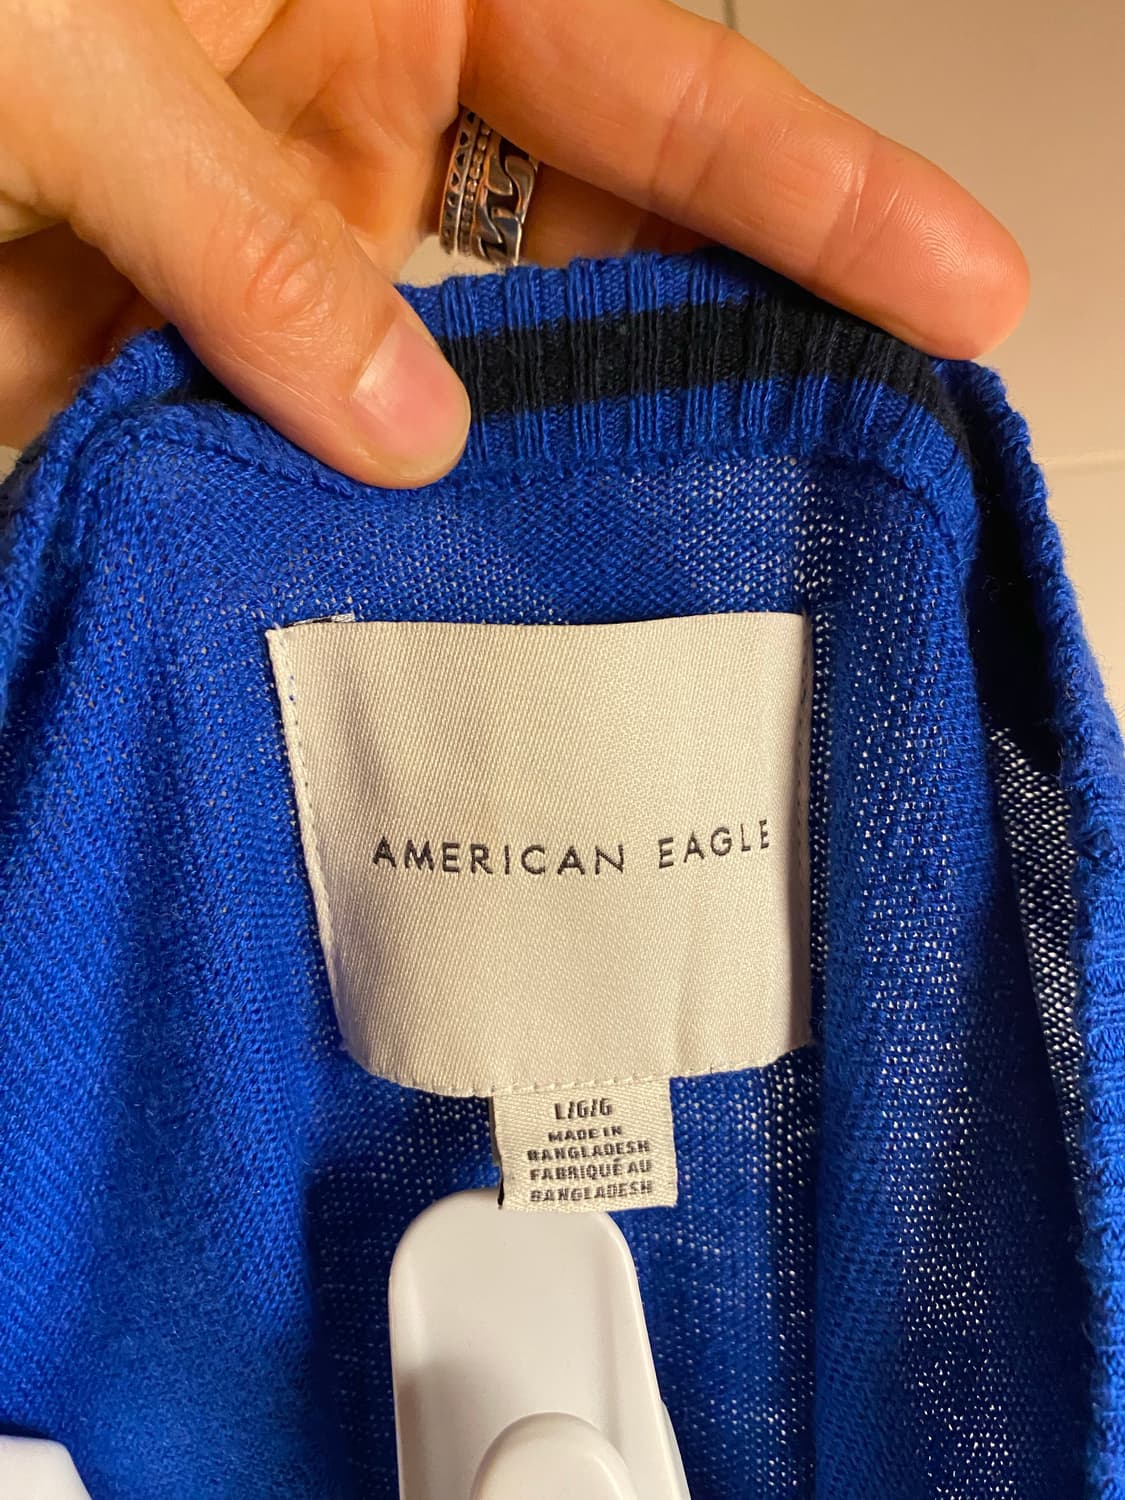 AMERICAN EAGLE
L/G/G
MADE IN
BANGLADESH
FABRIQUÉ AU
BANGLADESH